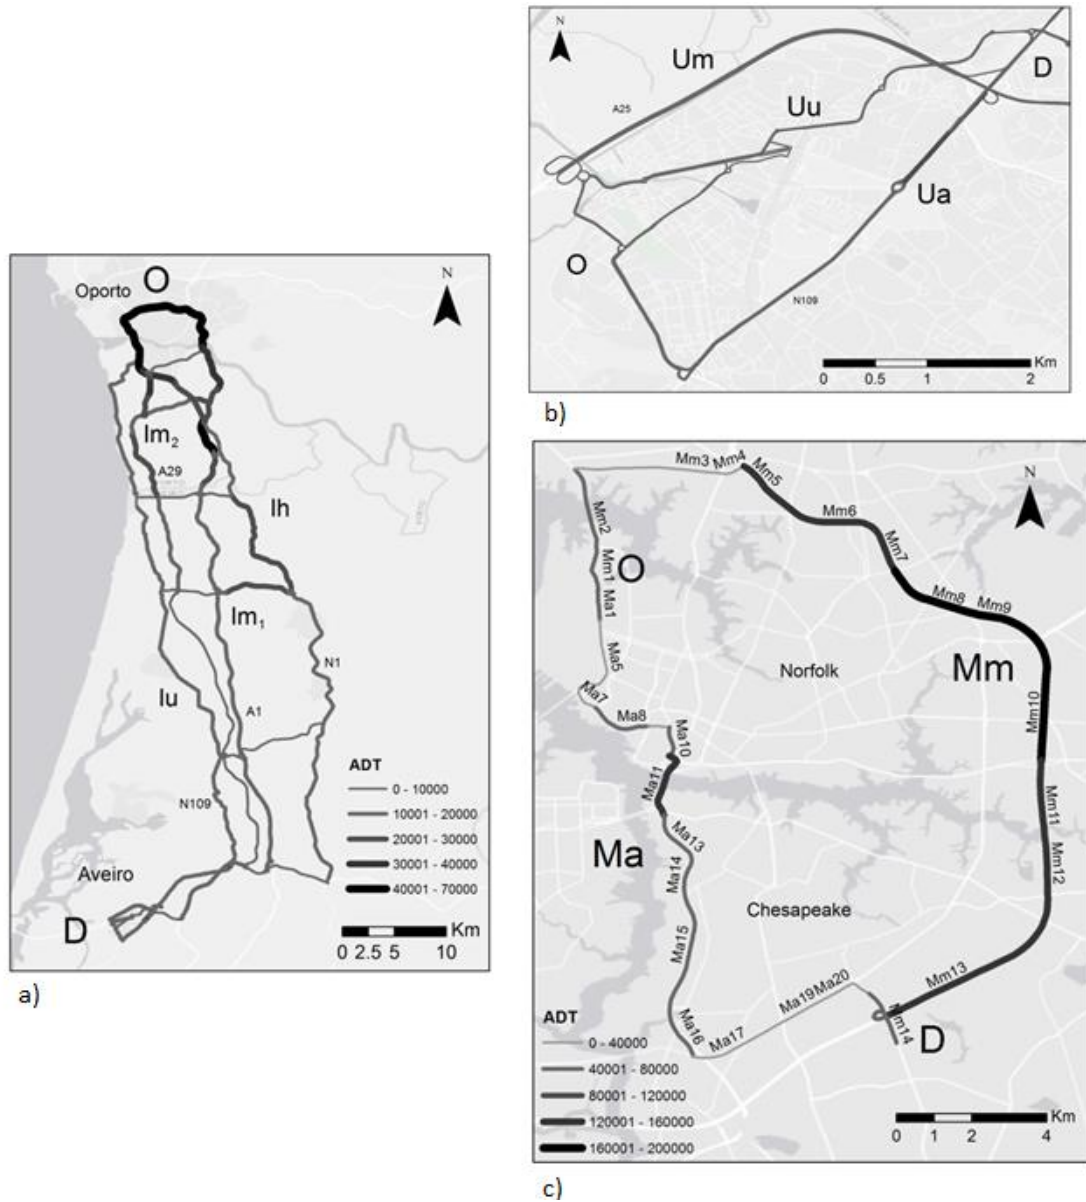 N
O
Oporto
Im2
A29
Ih
Im1
N1
Iu
A1
N109
Aveiro
D
ADT
0 - 10000
10001 - 20000
20001 - 30000
30001 - 40000
40001 - 70000
Km
0 2.5 5 10
a)
N
Um
D
A25
Uu
Ua
O
N109
Km
0 0.5 1 2
b)
N
Mm3
Mm4
Mm5
Mm2
Mm6
Mm7
O
Mm1
Ma1
Mm8
Mm9
Ma5
Norfolk
Mm
Ma7
Ma8
Ma10
Mm10
Ma11
Mm11
Ma
Ma13
Mm12
Ma14
Chesapeake
Ma15
Mm13
Ma19
Ma20
Ma16
Ma17
Mm14
D
ADT
0 - 40000
40001 - 80000
80001 - 120000
120001 - 160000
160001 - 200000
Km
0 1 2 4
c)